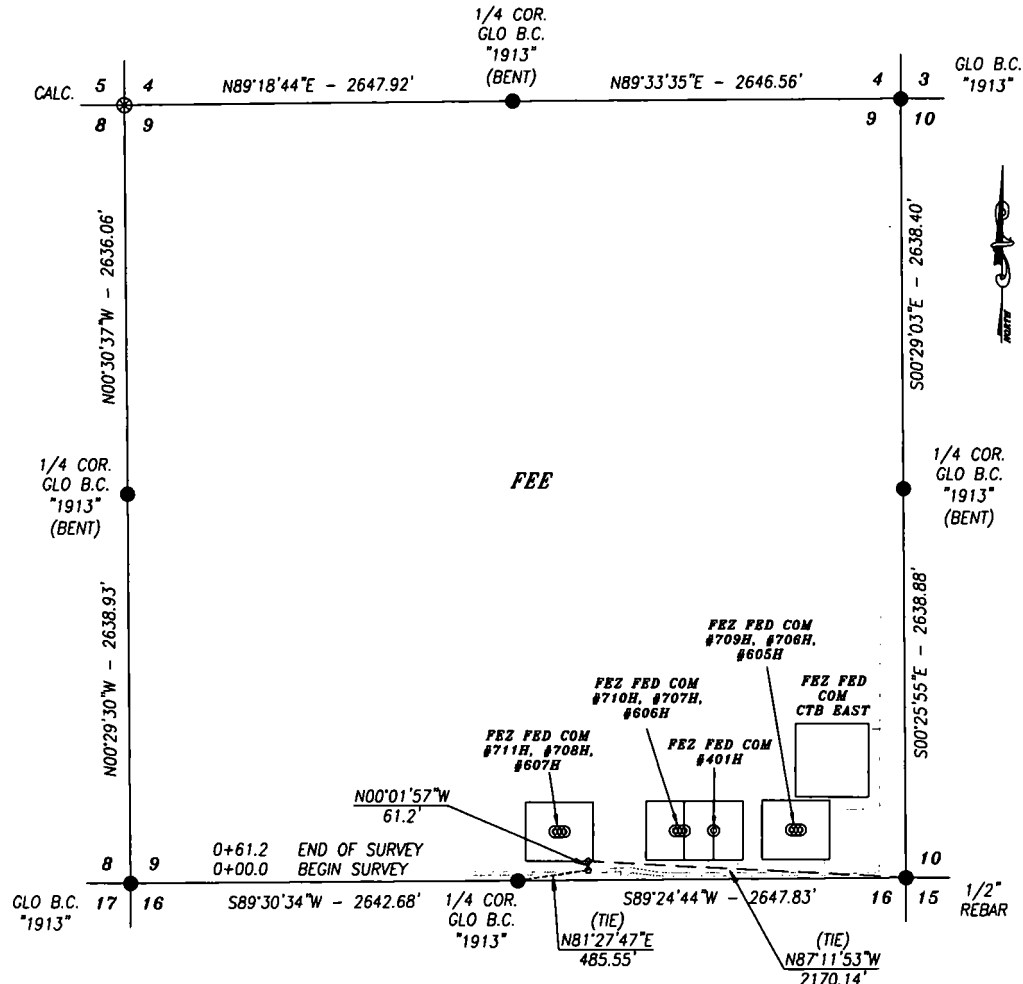 1/4 COR.
GLO B.C.
"1913"
(BENT)
CALC.
5 4
N89°18'44"E - 2647.92'
N89°33'35"E - 2646.56'
4 3
GLO B.C.
"1913"
8 9
9 10
N00°30'37"W - 2636.06'
S00°29'03"E - 2638.40'
NORTH
1/4 COR.
GLO B.C.
"1913"
(BENT)
FEE
1/4 COR.
GLO B.C.
"1913"
(BENT)
N00°29'30"W - 2638.93'
S00°25'55"E - 2638.88'
FEZ FED COM
#709H, #706H,
#605H
FEZ FED COM
#710H, #707H,
#606H
FEZ FED
COM
CTB EAST
FEZ FED COM
#711H, #708H,
#607H
FEZ FED COM
#401H
N00°01'57"W
61.2'
0+61.2 END OF SURVEY
0+00.0 BEGIN SURVEY
8 9
10
17 16
GLO B.C.
"1913"
S89°30'34"W - 2642.68'
1/4 COR.
GLO B.C.
"1913"
S89°24'44"W - 2647.83'
16 15
1/2"
REBAR
(TIE)
N81°27'47"E
485.55'
(TIE)
N87°11'53"W
2170.14'